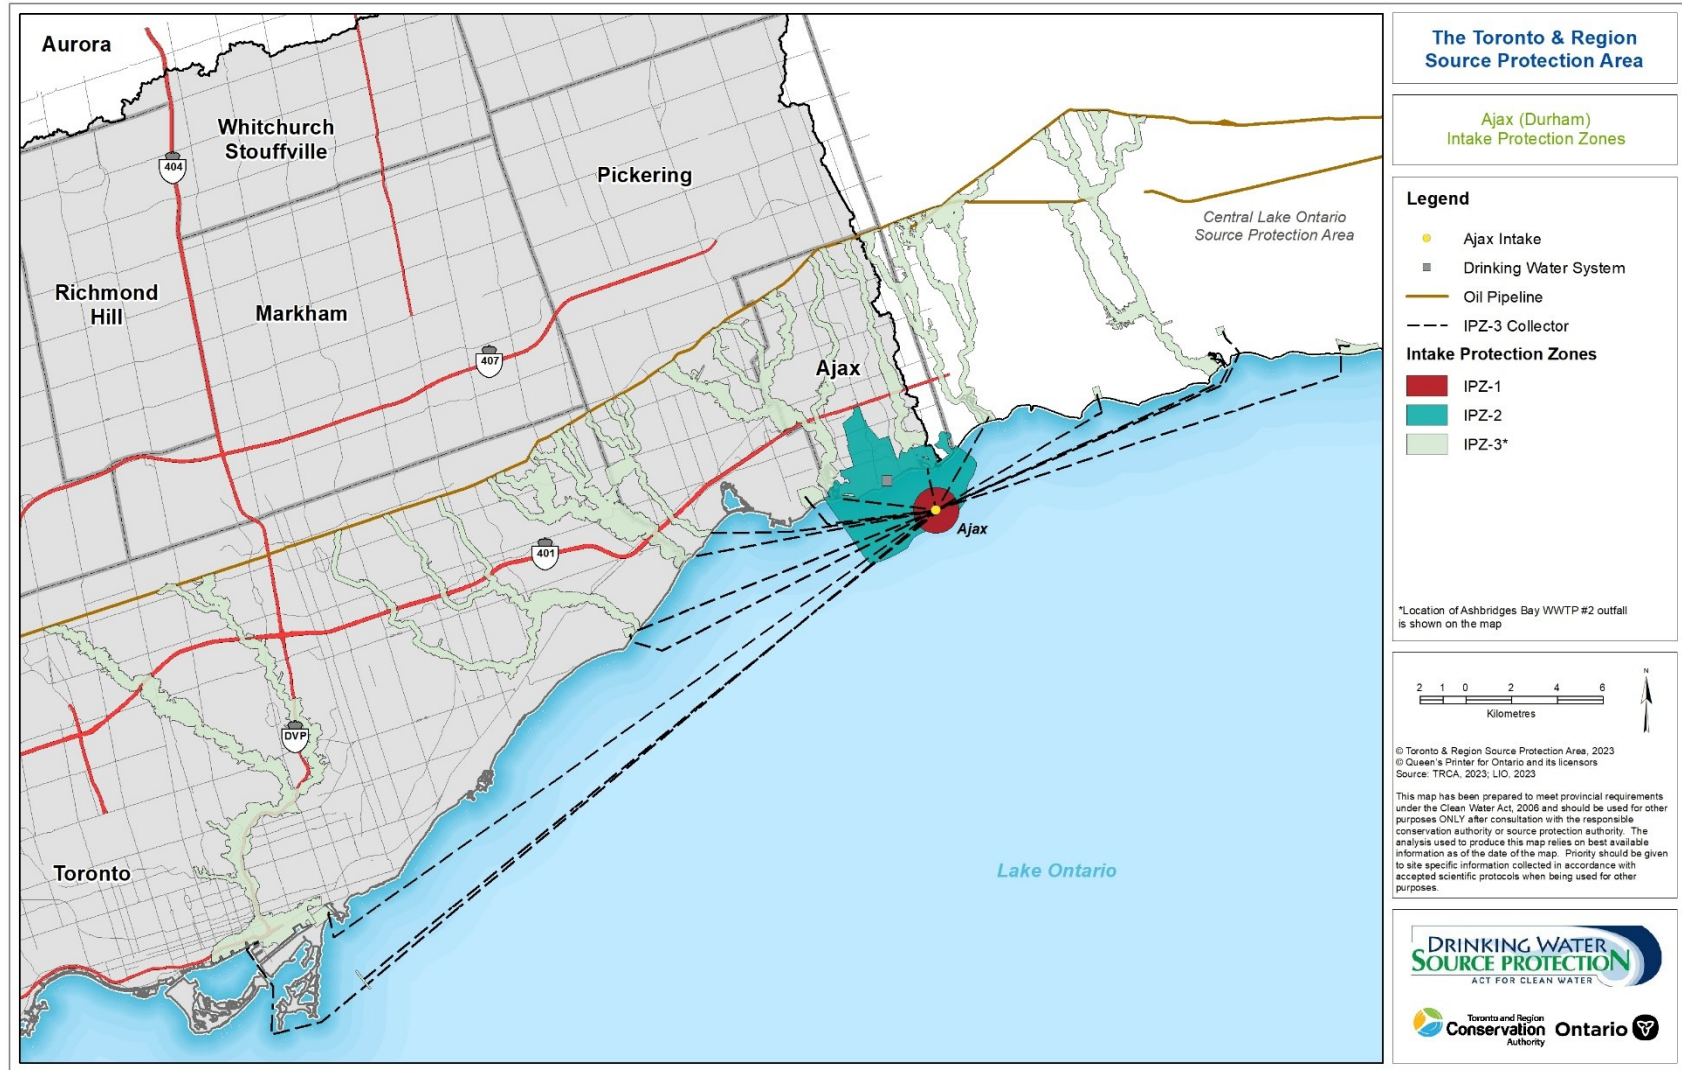 Aurora
Whitchurch
Stouffville
Pickering
404
Richmond
Hill
Markham
407
Central Lake Ontario
Source Protection Area
Ajax
401
Ajax
DVP
Toronto
Lake Ontario
The Toronto & Region
Source Protection Area
Ajax (Durham)
Intake Protection Zones
Legend
Ajax Intake
Drinking Water System
Oil Pipeline
IPZ-3 Collector
Intake Protection Zones
IPZ-1
IPZ-2
IPZ-3*
*Location of Ashbridges Bay WWTP #2 outfall
is shown on the map
N
2 1 0 2 4 6
Kilometres
© Toronto & Region Source Protection Area, 2023
© Queen's Printer for Ontario and its licensors
Source: TRCA, 2023; LIO, 2023
This map has been prepared to meet provincial requirements
under the Clean Water Act, 2006 and should be used for other
purposes ONLY after consultation with the responsible
conservation authority or source protection authority. The
analysis used to produce this map relies on best available
information as of the date of the map. Priority should be given
to site specific information collected in accordance with
accepted scientific protocols when being used for other
purposes.
DRINKING WATER
SOURCE PROTECTION
ACT FOR CLEAN WATER
Toronto and Region
Conservation
Authority
Ontario